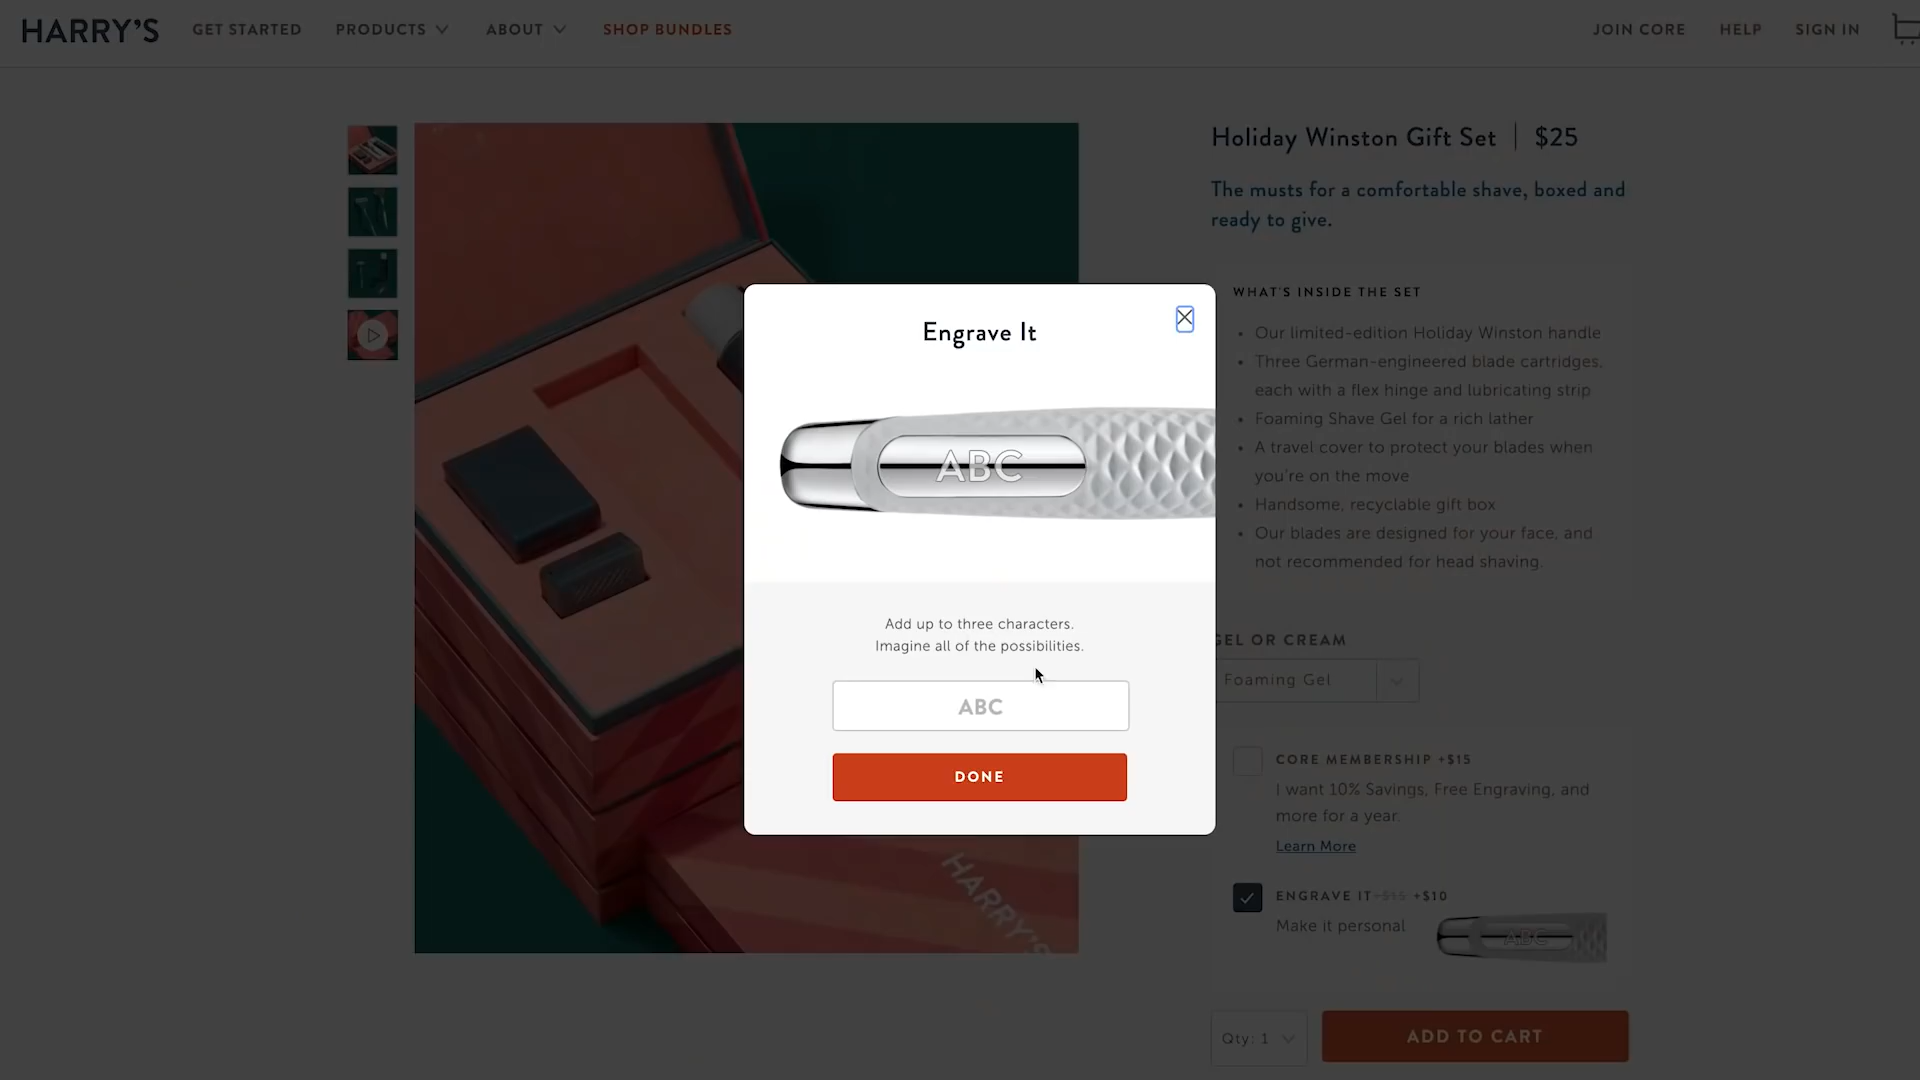 HARRY'S GET STARTED PRODUCTS ABOUT SHOP BUNDLES JOIN CORE HELP SIGN IN
Holiday Winston Gift Set | $25
The musts for a comfortable shave, boxed and
ready to give.
WHAT'S INSIDE THE SET
• Our limited-edition Holiday Winston handle
• Three German-engineered blade cartridges,
each with a flex hinge and lubricating strip
• Foaming Shave Gel for a rich lather
• A travel cover to protect your blades when
you're on the move
• Handsome, recyclable gift box
• Our blades are designed for your face, and
not recommended for head shaving.
GEL OR CREAM
Foaming Gel
CORE MEMBERSHIP +$15
I want 10% Savings, Free Engraving, and
more for a year.
Learn More
ENGRAVE IT +$15 +$10
Make it personal
ABC
Qty: 1
ADD TO CART
HARRY'S
Engrave It
ABC
Add up to three characters.
Imagine all of the possibilities.
ABC
DONE